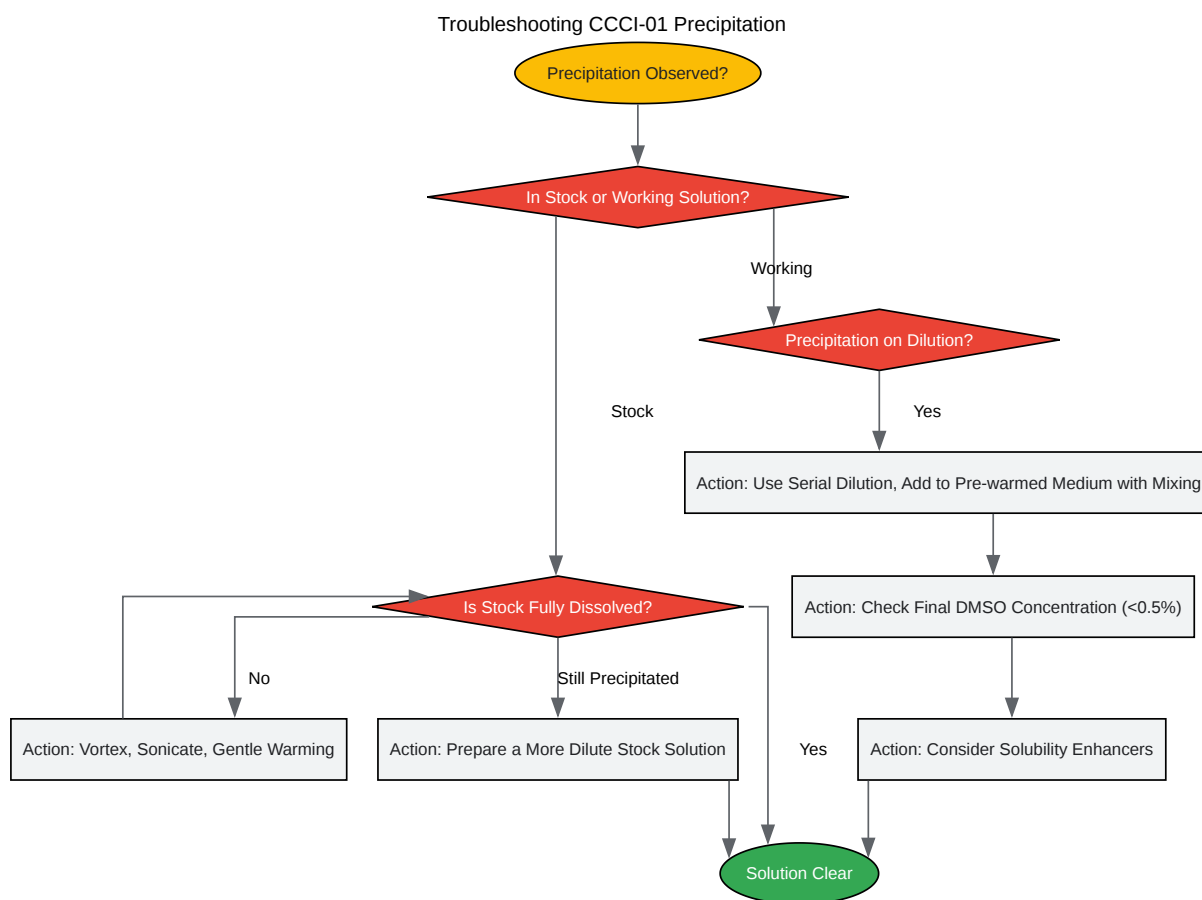 Troubleshooting CCCI-01 Precipitation
Precipitation Observed?
In Stock or Working Solution?
Working
Precipitation on Dilution?
Stock
Yes
Action: Use Serial Dilution, Add to Pre-warmed Medium with Mixing
Is Stock Fully Dissolved?
Action: Check Final DMSO Concentration (<0.5%)
No
Still Precipitated
Action: Vortex, Sonicate, Gentle Warming
Action: Prepare a More Dilute Stock Solution
Yes
Action: Consider Solubility Enhancers
Solution Clear